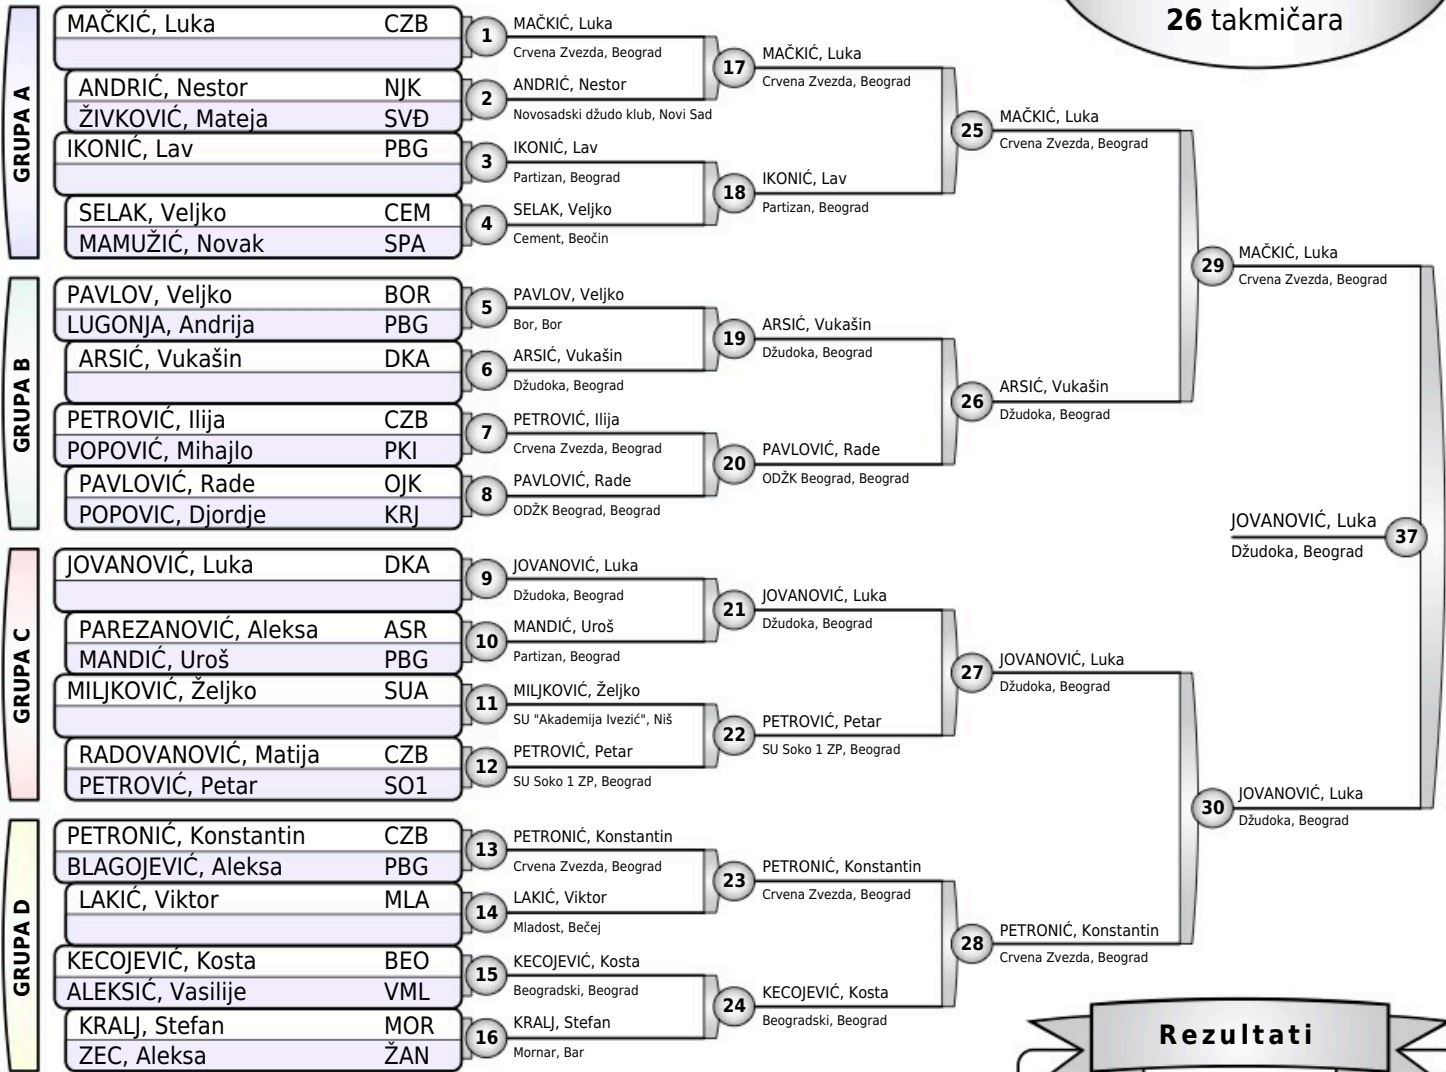 26 takmičara
GRUPA A
MAČKIĆ, Luka CZB
ANDRIĆ, Nestor NJK
ŽIVKOVIĆ, Mateja SVĐ
IKONIĆ, Lav PBG
SELAK, Veljko CEM
MAMUŽIĆ, Novak SPA
1
MAČKIĆ, Luka
Crvena Zvezda, Beograd
2
ANDRIĆ, Nestor
Novosadski džudo klub, Novi Sad
3
IKONIĆ, Lav
Partizan, Beograd
4
SELAK, Veljko
Cement, Beočin
17
MAČKIĆ, Luka
Crvena Zvezda, Beograd
18
IKONIĆ, Lav
Partizan, Beograd
25
MAČKIĆ, Luka
Crvena Zvezda, Beograd
GRUPA B
PAVLOV, Veljko BOR
LUGONJA, Andrija PBG
ARSIĆ, Vukašin DKA
PETROVIĆ, Ilija CZB
POPOVIĆ, Mihajlo PKI
PAVLOVIĆ, Rade OJK
POPOVIC, Djordje KRJ
5
PAVLOV, Veljko
Bor, Bor
6
ARSIĆ, Vukašin
Džudoka, Beograd
7
PETROVIĆ, Ilija
Crvena Zvezda, Beograd
8
PAVLOVIĆ, Rade
ODŽK Beograd, Beograd
19
ARSIĆ, Vukašin
Džudoka, Beograd
20
PAVLOVIĆ, Rade
ODŽK Beograd, Beograd
26
ARSIĆ, Vukašin
Džudoka, Beograd
29
MAČKIĆ, Luka
Crvena Zvezda, Beograd
GRUPA C
JOVANOVIĆ, Luka DKA
PAREZANOVIĆ, Aleksa ASR
MANDIĆ, Uroš PBG
MILJKOVIĆ, Željko SUA
RADOVANOVIĆ, Matija CZB
PETROVIĆ, Petar SO1
9
JOVANOVIĆ, Luka
Džudoka, Beograd
10
MANDIĆ, Uroš
Partizan, Beograd
11
MILJKOVIĆ, Željko
SU "Akademija Ivezić", Niš
12
PETROVIĆ, Petar
SU Soko 1 ZP, Beograd
21
JOVANOVIĆ, Luka
Džudoka, Beograd
22
PETROVIĆ, Petar
SU Soko 1 ZP, Beograd
27
JOVANOVIĆ, Luka
Džudoka, Beograd
GRUPA D
PETRONIĆ, Konstantin CZB
BLAGOJEVIĆ, Aleksa PBG
LAKIĆ, Viktor MLA
KECOJEVIĆ, Kosta BEO
ALEKSIĆ, Vasilije VML
KRALJ, Stefan MOR
ZEC, Aleksa ŽAN
13
PETRONIĆ, Konstantin
Crvena Zvezda, Beograd
14
LAKIĆ, Viktor
Mladost, Bečej
15
KECOJEVIĆ, Kosta
Beogradski, Beograd
16
KRALJ, Stefan
Mornar, Bar
23
PETRONIĆ, Konstantin
Crvena Zvezda, Beograd
24
KECOJEVIĆ, Kosta
Beogradski, Beograd
28
PETRONIĆ, Konstantin
Crvena Zvezda, Beograd
30
JOVANOVIĆ, Luka
Džudoka, Beograd
JOVANOVIĆ, Luka
Džudoka, Beograd
37
Rezultati